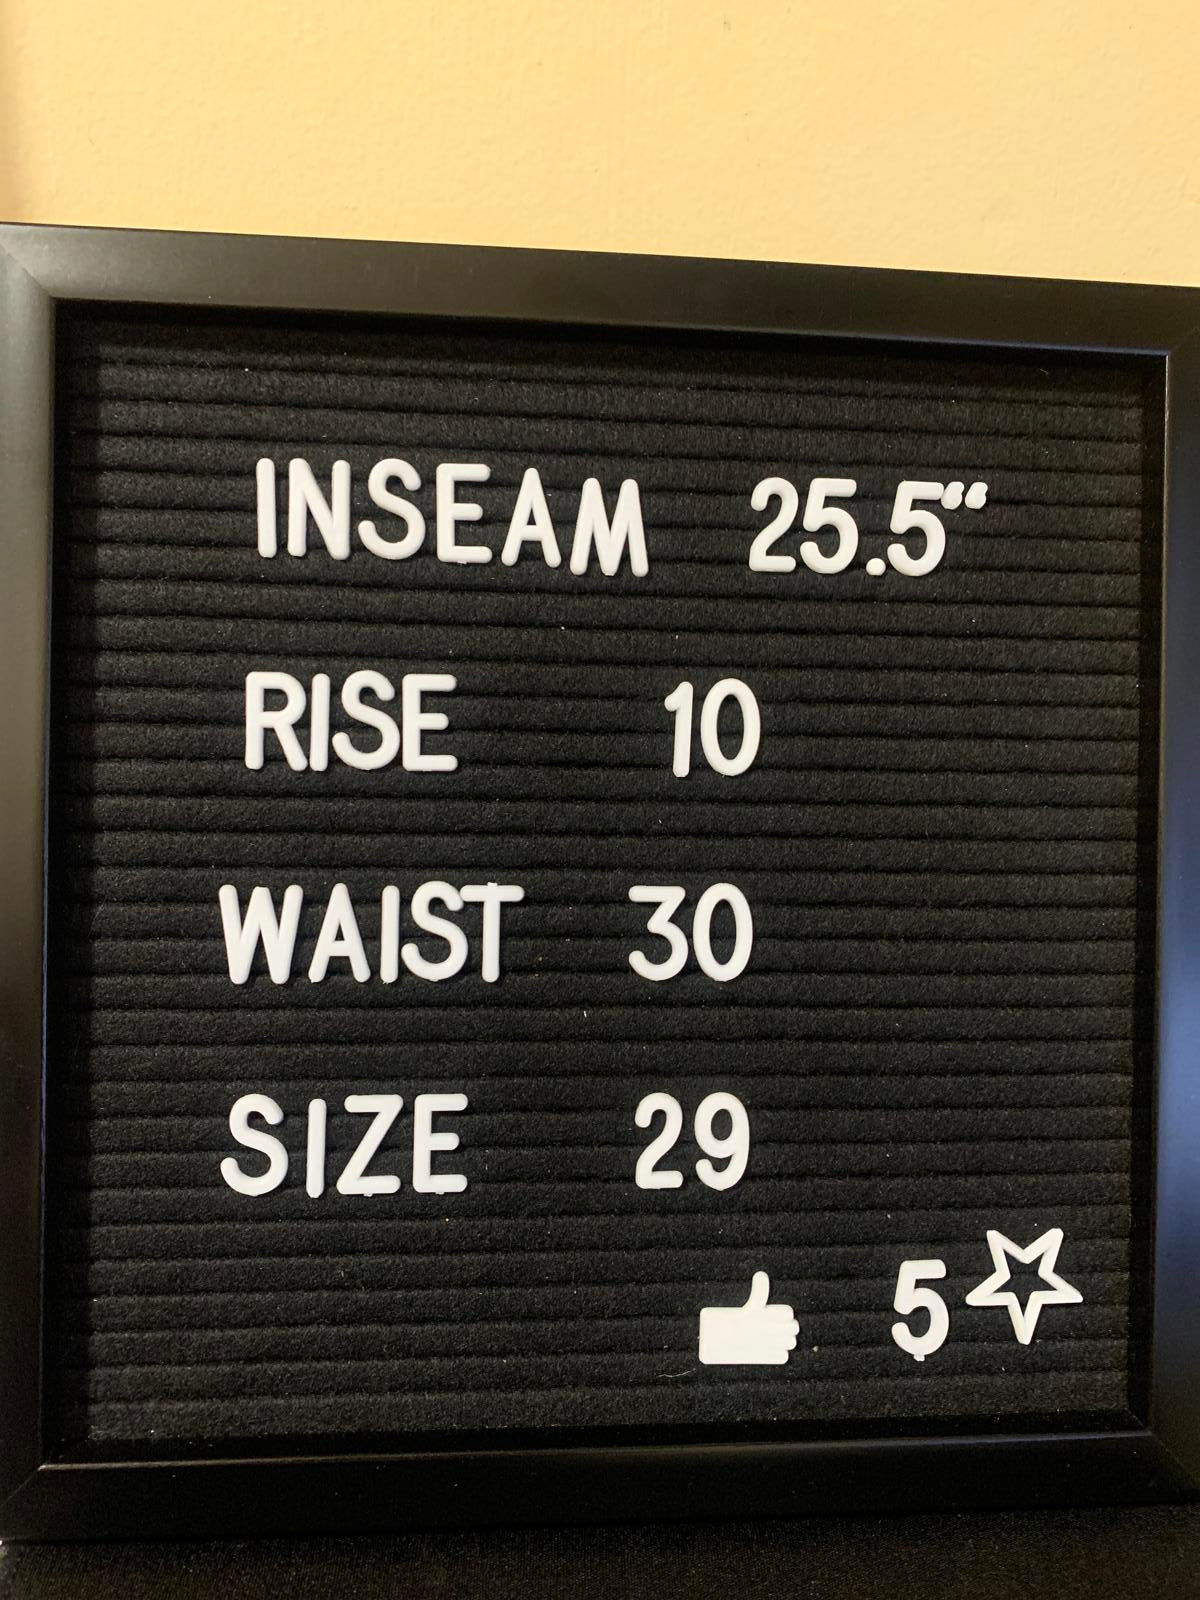 INSEAM 25.5“
RISE 10
WAIST 30
SIZE 29
5